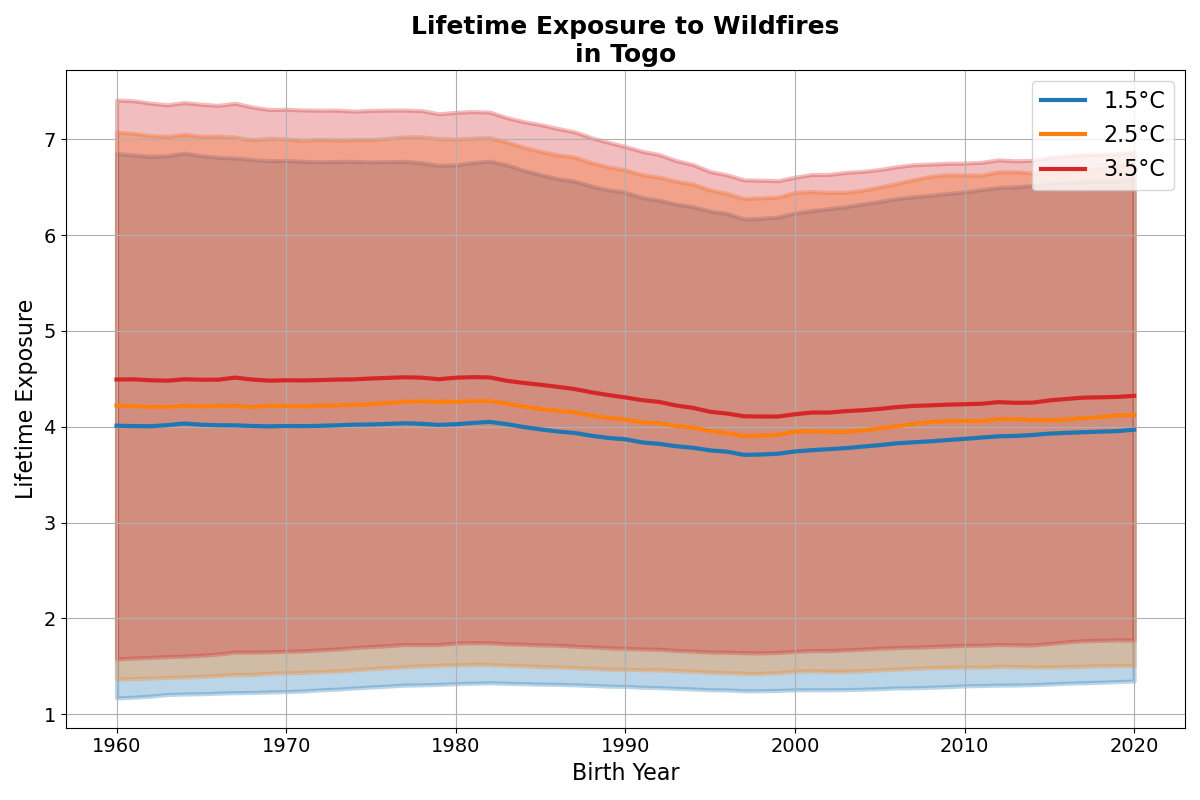 Lifetime Exposure to Wildfires
in Togo
1.5°C
2.5°C
3.5°C
Lifetime Exposure
7
6
5
4
3
2
1
1960
1970
1980
1990
2000
2010
2020
Birth Year